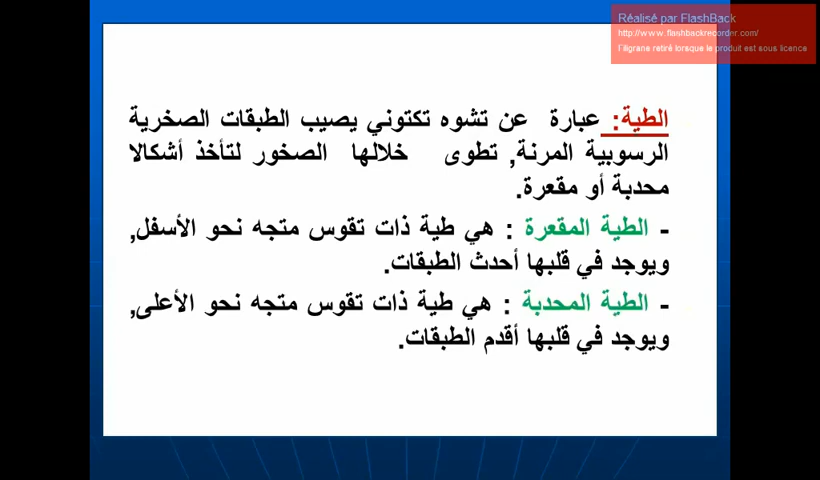 Réalisé par FlashBack
http://www.flashbackrecorder.com/
filigrane retiré lorsque le produit est sous licence
الطية: عبارة عن تشوه تكتوني يصيب الطبقات الصخرية
الرسوبية المرنة, تطوى خلالها الصخور لتأخذ أشكالا
محدبة أو مقعرة.
- الطية المقعرة : هي طية ذات تقوس متجه نحو الأسفل,
ويوجد في قلبها أحدث الطبقات.
- الطية المحدبة : هي طية ذات تقوس متجه نحو الأعلى,
ويوجد في قلبها أقدم الطبقات.